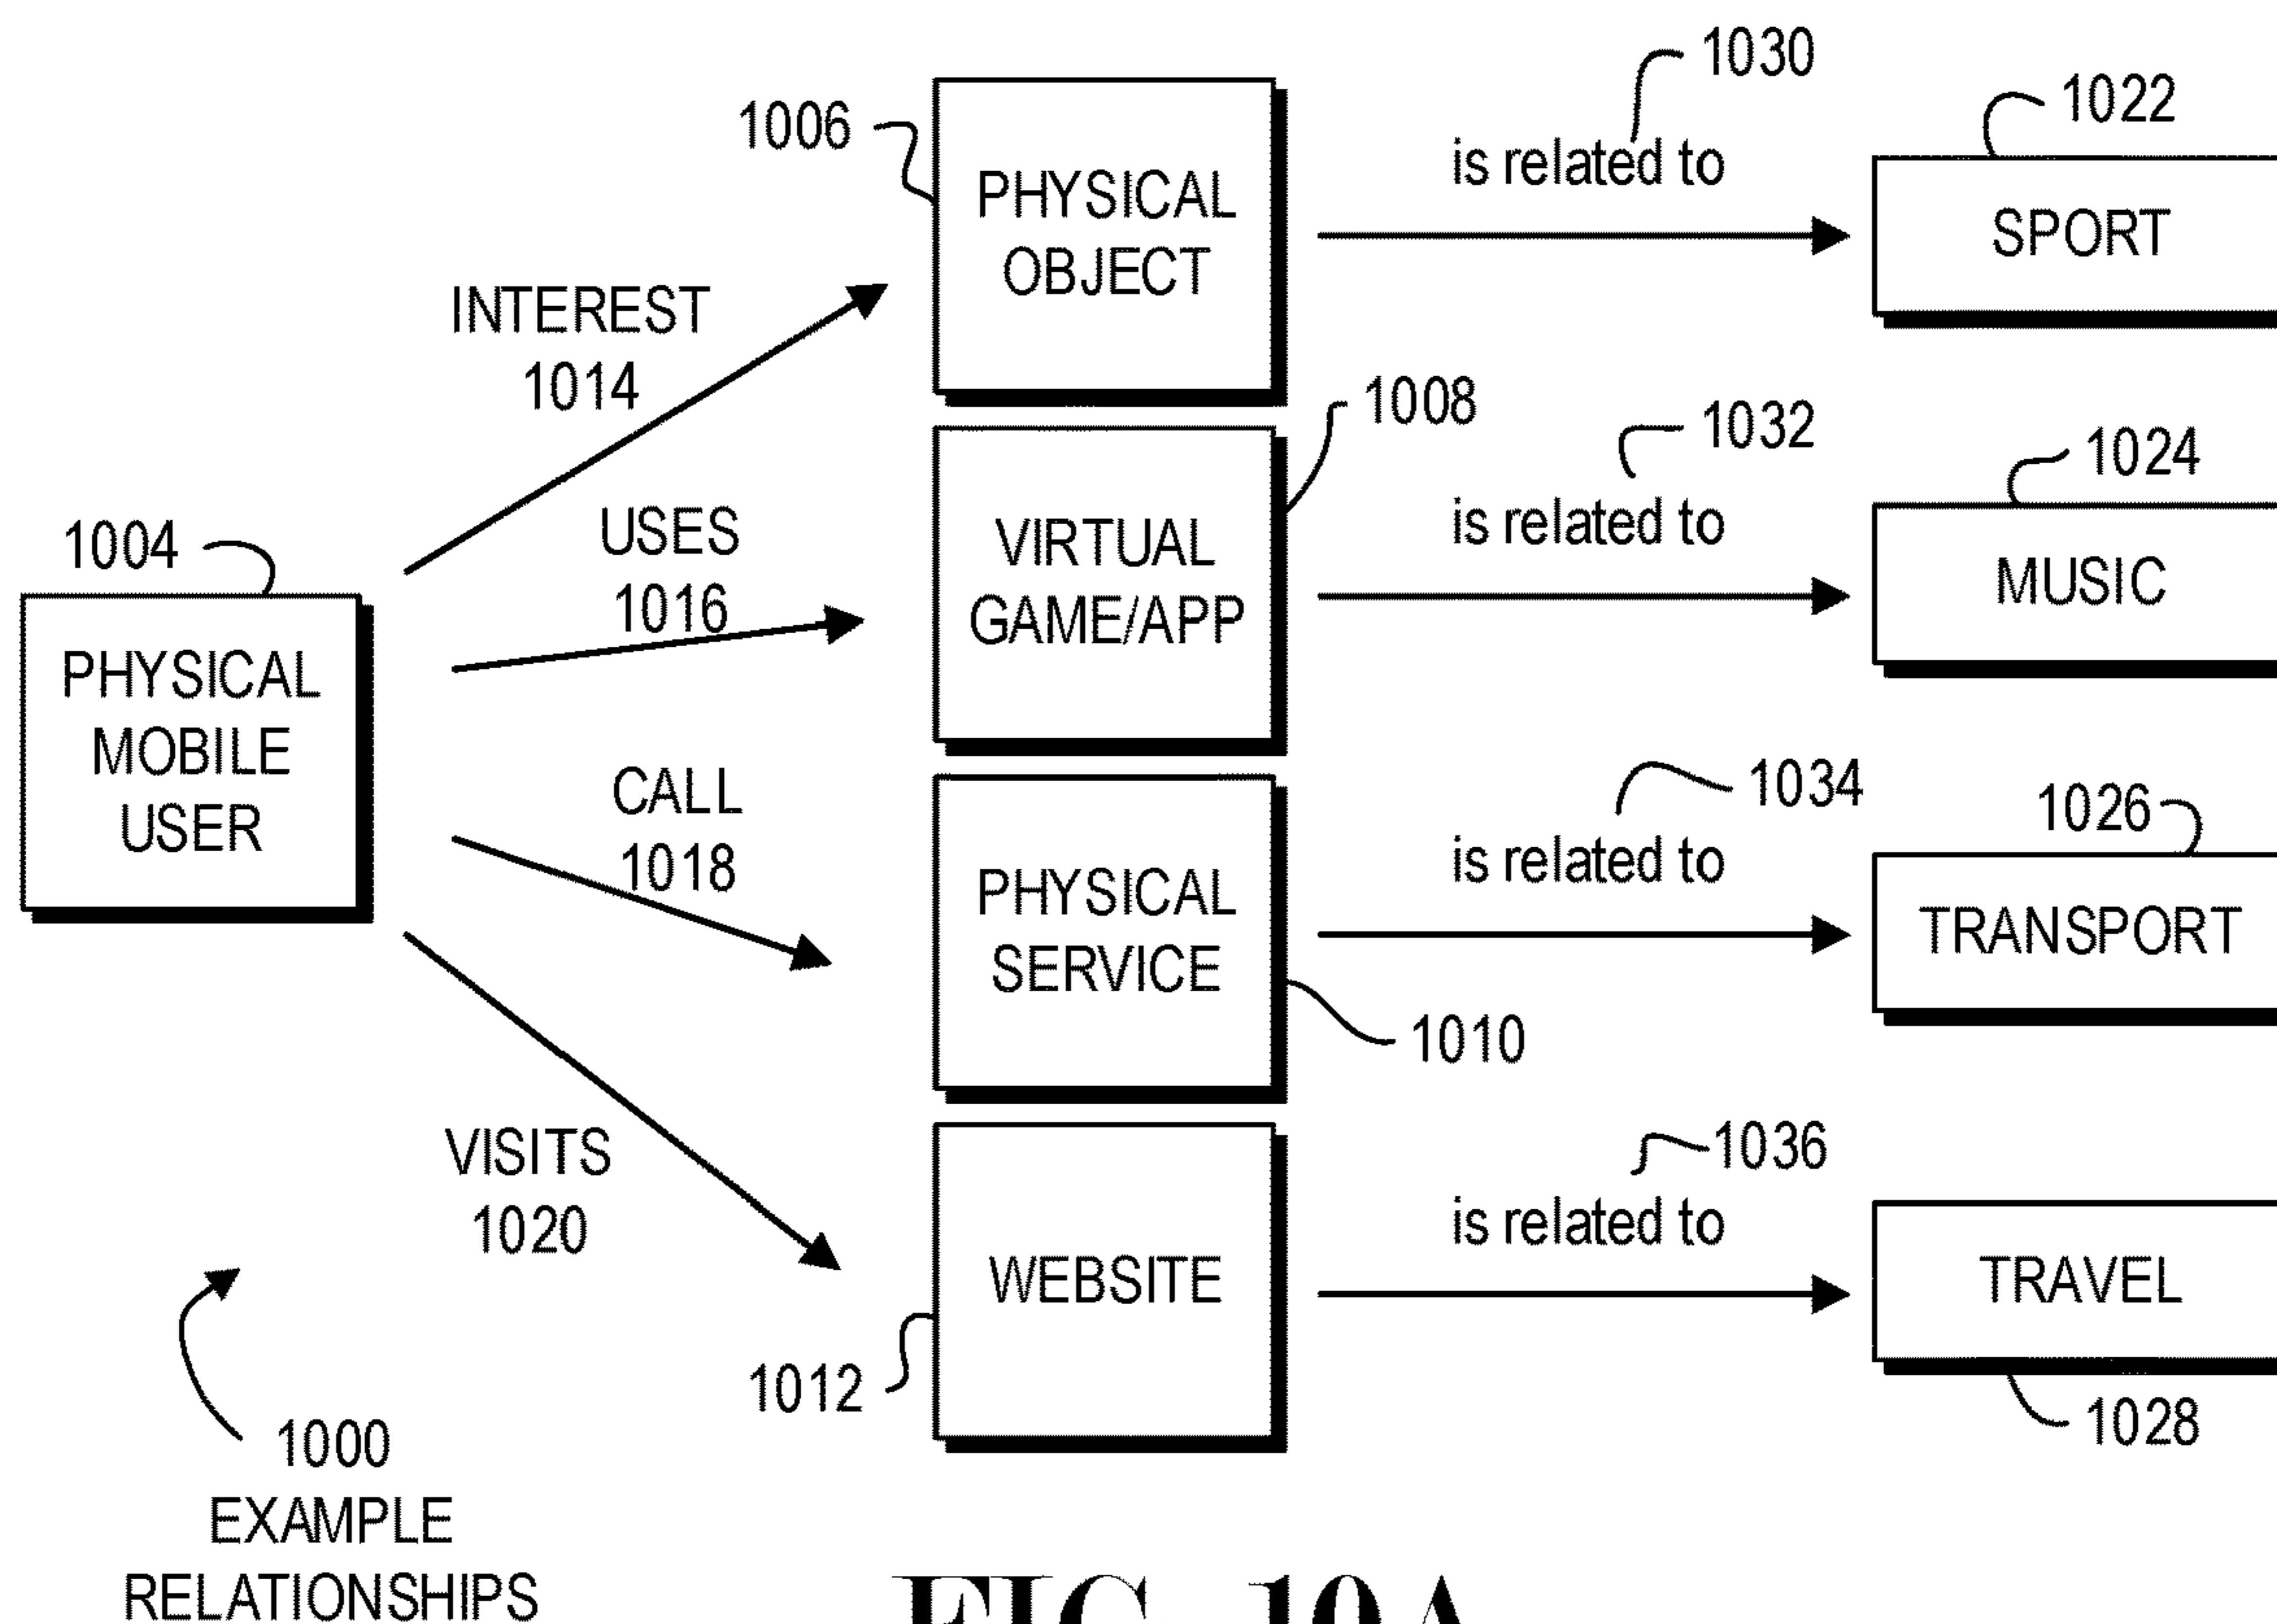 1030
1022
1006
is related to
PHYSICAL
OBJECT
SPORT
INTEREST
1014
1008
1032
1024
is related to
USES
1016
VIRTUAL
GAME/APP
MUSIC
1004
PHYSICAL
MOBILE
USER
CALL
1018
1034
1026
is related to
PHYSICAL
SERVICE
TRANSPORT
1010
VISITS
1020
1036
is related to
WEBSITE
TRAVEL
1012
1028
1000
EXAMPLE
RELATIONSHIPS
FIG. 10A